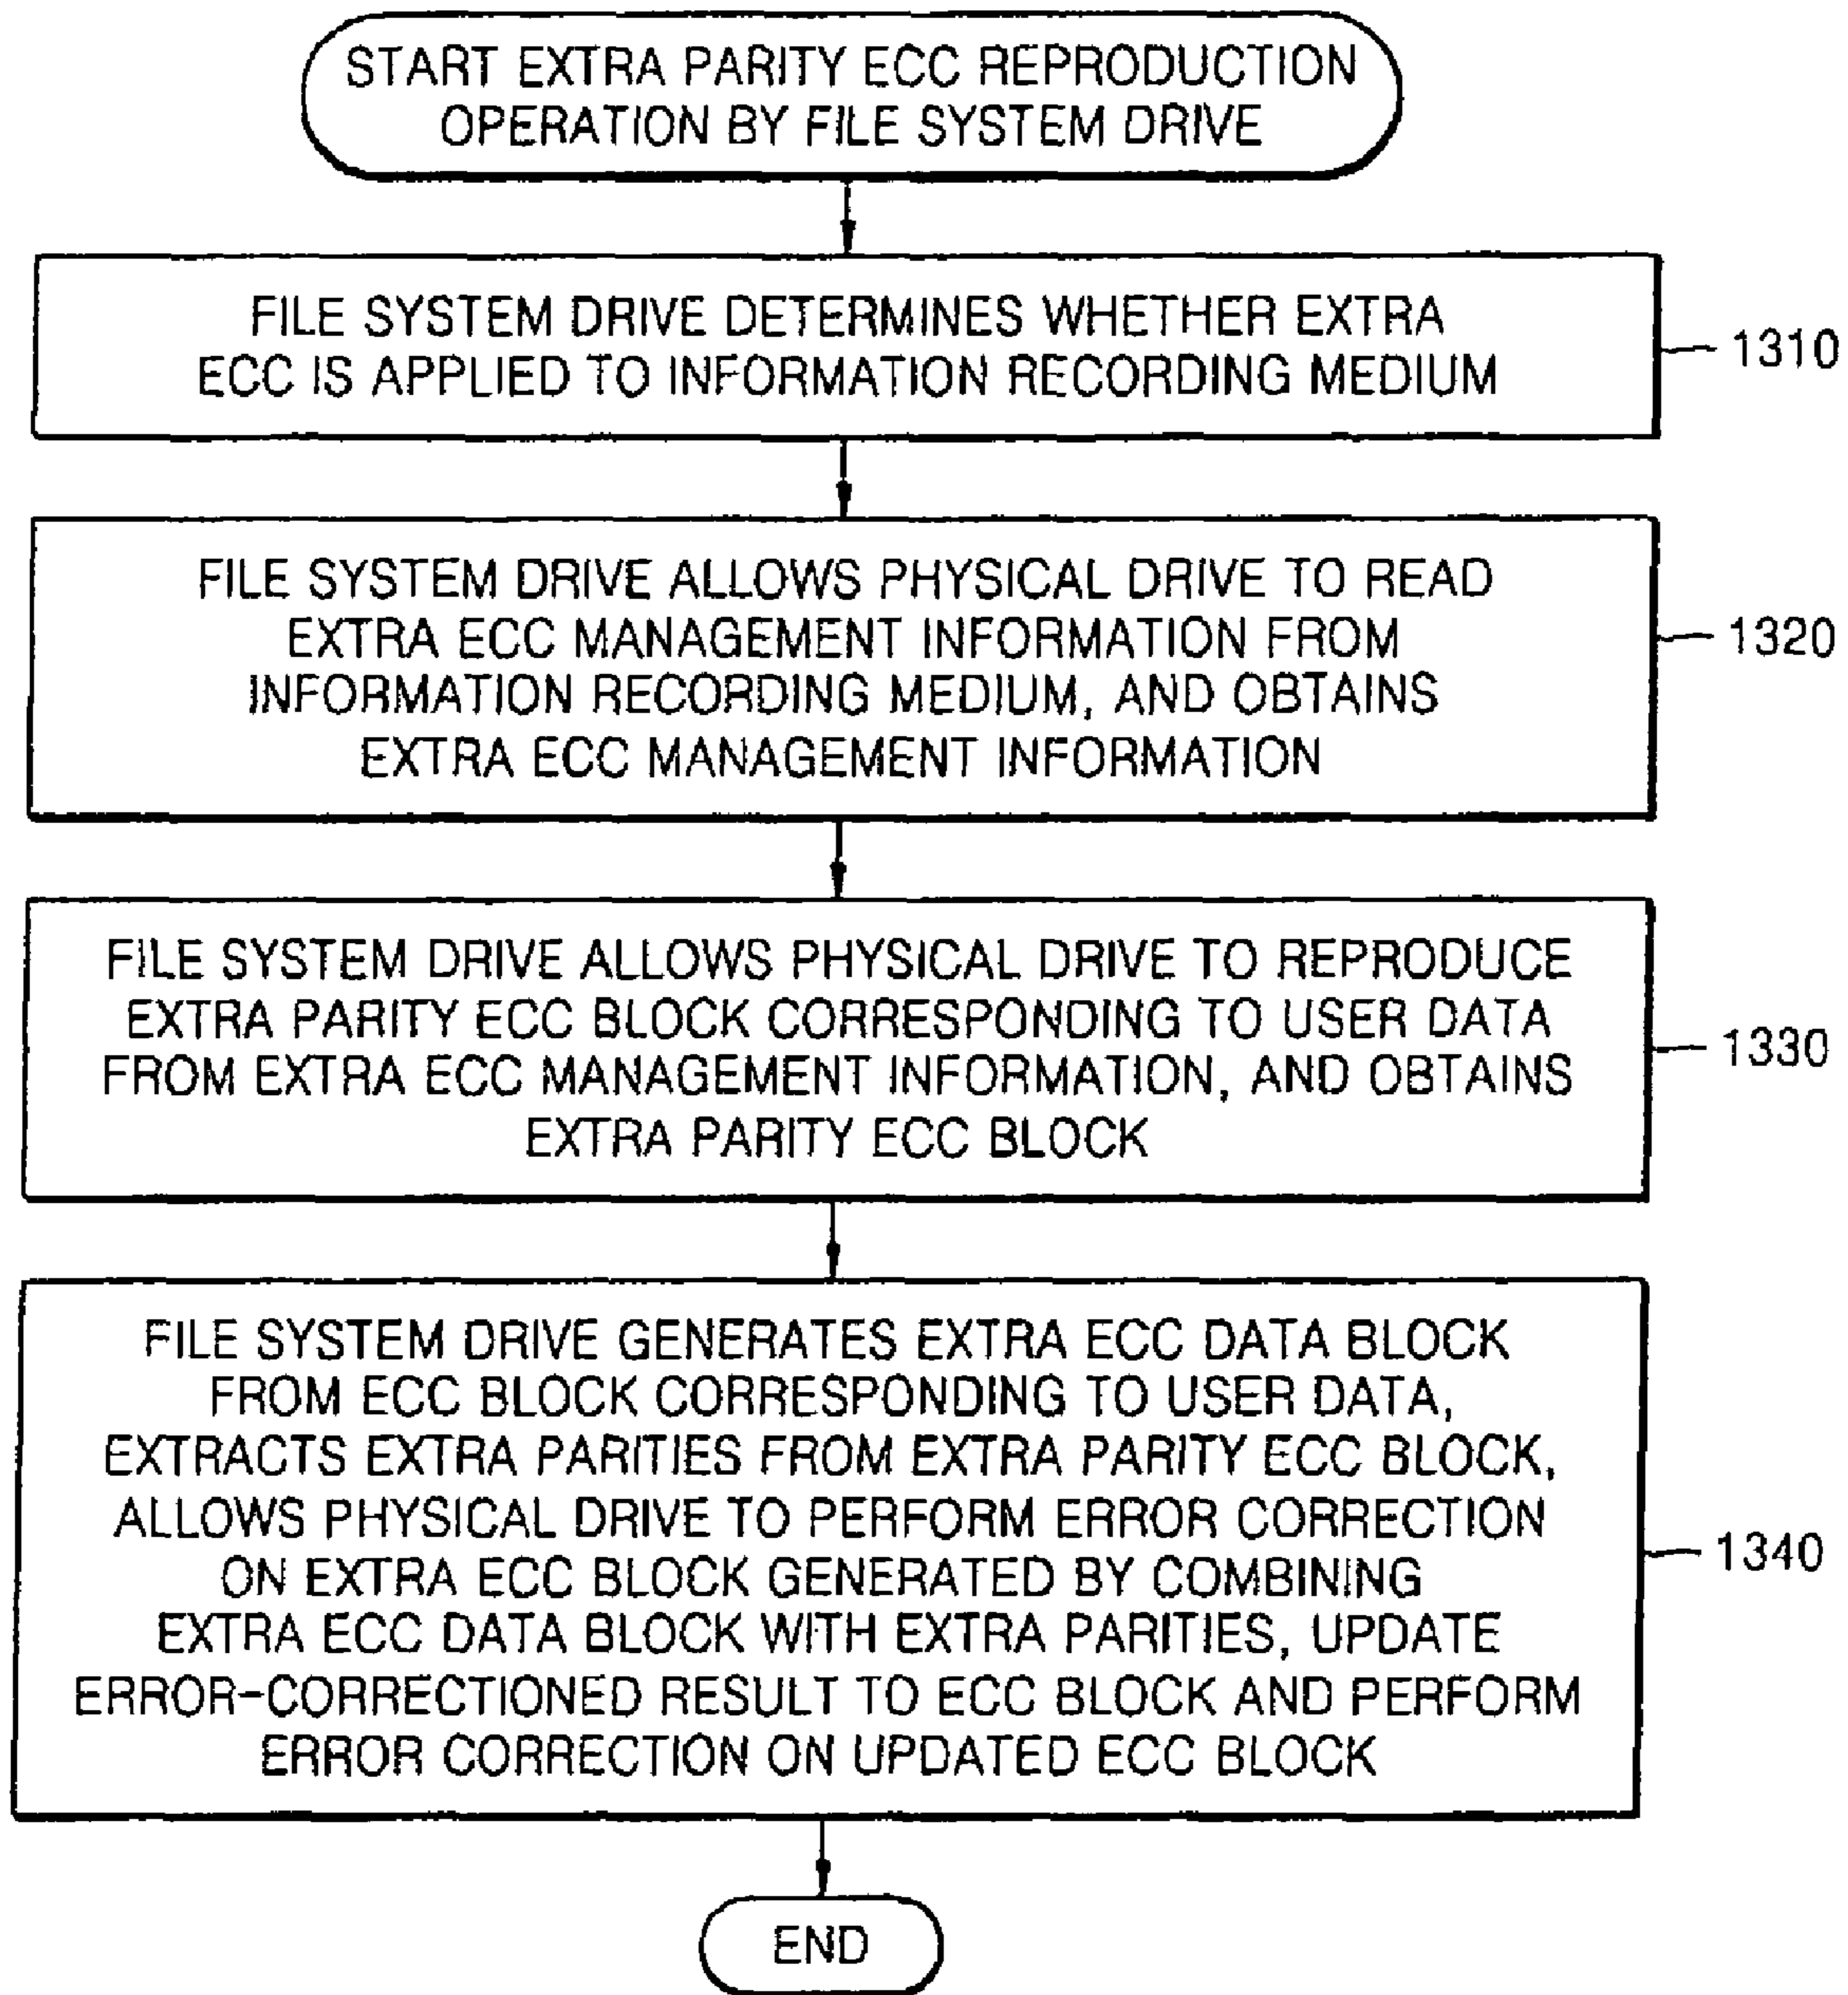 START EXTRA PARITY ECC REPRODUCTION
OPERATION BY FILE SYSTEM DRIVE
FILE SYSTEM DRIVE DETERMINES WHETHER EXTRA
ECC IS APPLIED TO INFORMATION RECORDING MEDIUM
1310
FILE SYSTEM DRIVE ALLOWS PHYSICAL DRIVE TO READ
EXTRA ECC MANAGEMENT INFORMATION FROM
INFORMATION RECORDING MEDIUM, AND OBTAINS
EXTRA ECC MANAGEMENT INFORMATION
1320
FILE SYSTEM DRIVE ALLOWS PHYSICAL DRIVE TO REPRODUCE
EXTRA PARITY ECC BLOCK CORRESPONDING TO USER DATA
FROM EXTRA ECC MANAGEMENT INFORMATION, AND OBTAINS
EXTRA PARITY ECC BLOCK
1330
FILE SYSTEM DRIVE GENERATES EXTRA ECC DATA BLOCK
FROM ECC BLOCK CORRESPONDING TO USER DATA,
EXTRACTS EXTRA PARITIES FROM EXTRA PARITY ECC BLOCK,
ALLOWS PHYSICAL DRIVE TO PERFORM ERROR CORRECTION
ON EXTRA ECC BLOCK GENERATED BY COMBINING
EXTRA ECC DATA BLOCK WITH EXTRA PARITIES, UPDATE
ERROR-CORRECTIONED RESULT TO ECC BLOCK AND PERFORM
ERROR CORRECTION ON UPDATED ECC BLOCK
1340
END